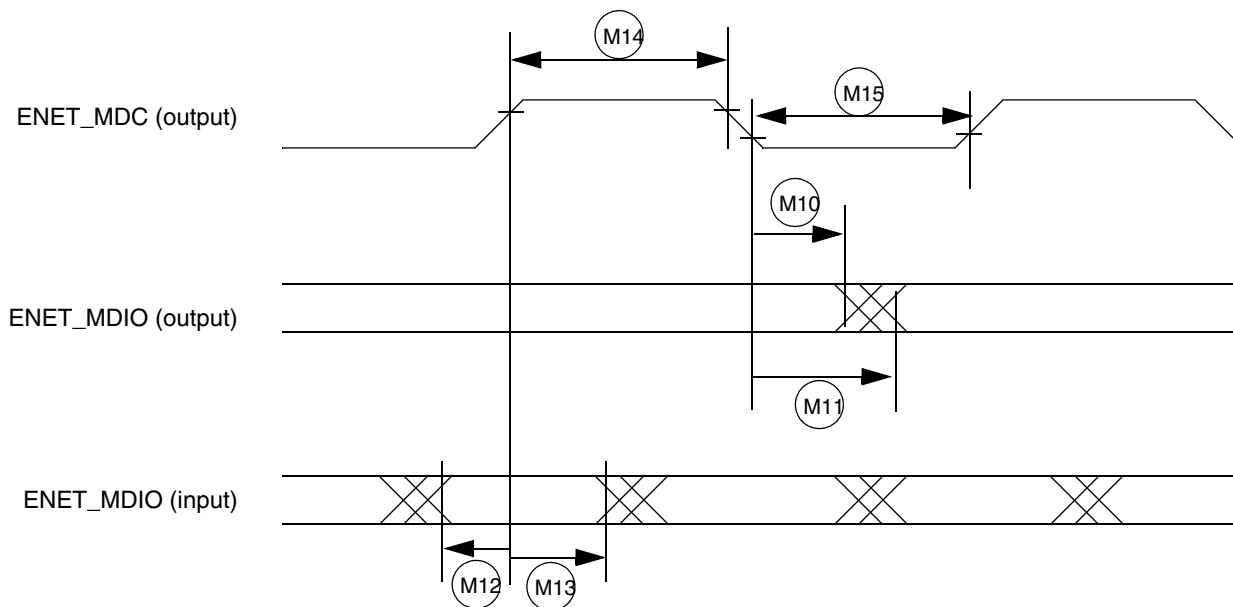 M14
ENET_MDC (output)
M15
M10
ENET_MDIO (output)
M11
ENET_MDIO (input)
M12
M13